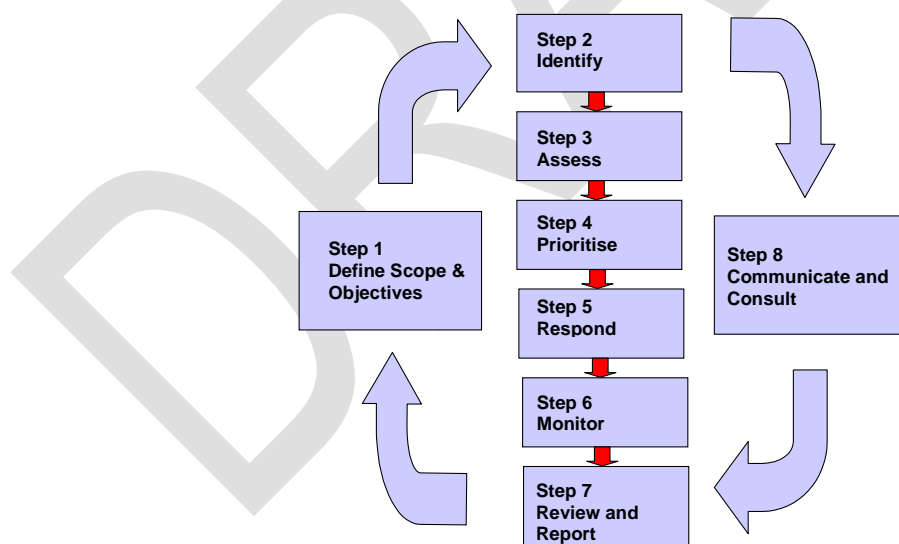 Step 2
Identify
Step 3
Assess
Step 4
Prioritise
Step 1
Define Scope &
Objectives
Step 8
Communicate and
Consult
Step 5
Respond
Step 6
Monitor
Step 7
Review and
Report